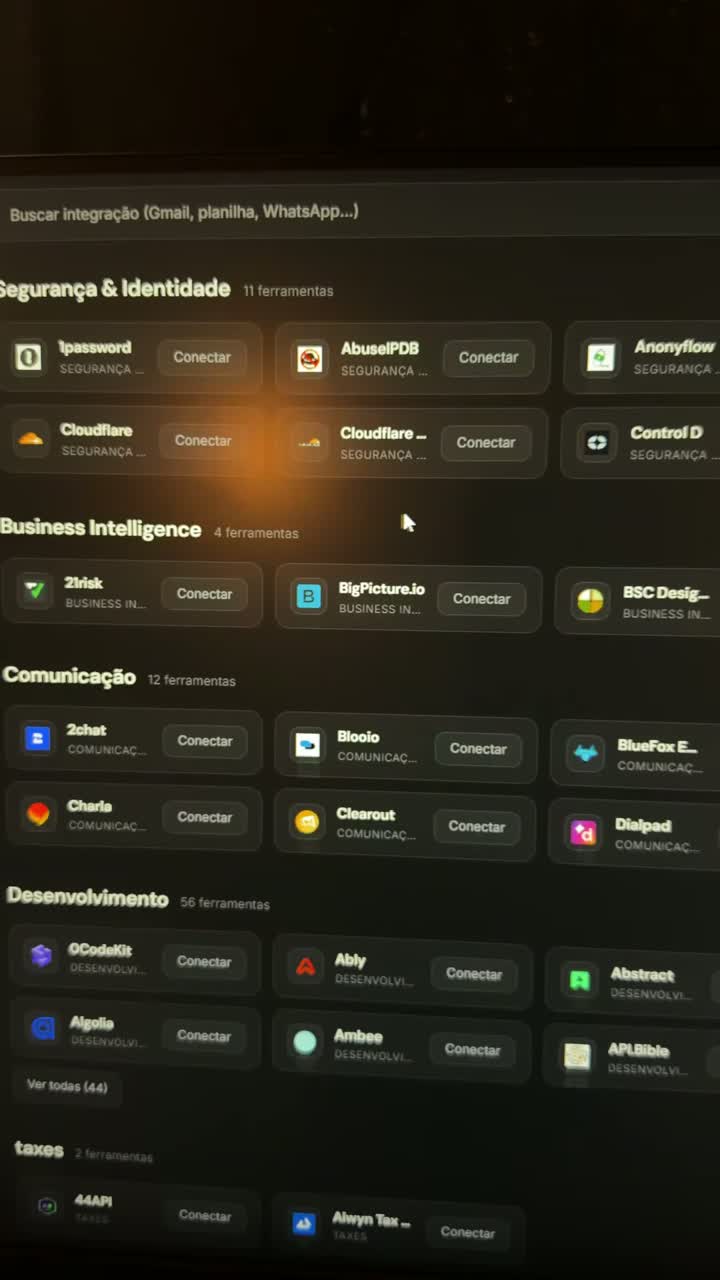 Buscar integração (Gmail, planilha, WhatsApp...)
Segurança & Identidade 11 ferramentas
1password Conectar AbuseIPDB Conectar Anonyflow
SEGURANÇA ... SEGURANÇA ... SEGURANÇA ...
Cloudflare Conectar Cloudflare ... Conectar Control D
SEGURANÇA ... SEGURANÇA ... SEGURANÇA ...
Business Intelligence 4 ferramentas
21risk Conectar BigPicture.io Conectar BSC Desig...
BUSINESS IN... BUSINESS IN... BUSINESS IN...
Comunicação 12 ferramentas
2chat Conectar Blooio Conectar BlueFox E...
COMUNICAÇ... COMUNICAÇ... COMUNICAÇ...
Charla Conectar Clearout Conectar Dialpad
COMUNICAÇ... COMUNICAÇ... COMUNICAÇ...
Desenvolvimento 56 ferramentas
0CodeKit Conectar Ably Conectar Abstract
DESENVOLVI... DESENVOLVI... DESENVOLVI...
Algolia Conectar Ambee Conectar API.Bible
DESENVOLVI... DESENVOLVI... DESENVOLVI...
Ver todas (44)
taxes 2 ferramentas
44API Conectar Alwyn Tax ... Conectar
TAXES TAXES